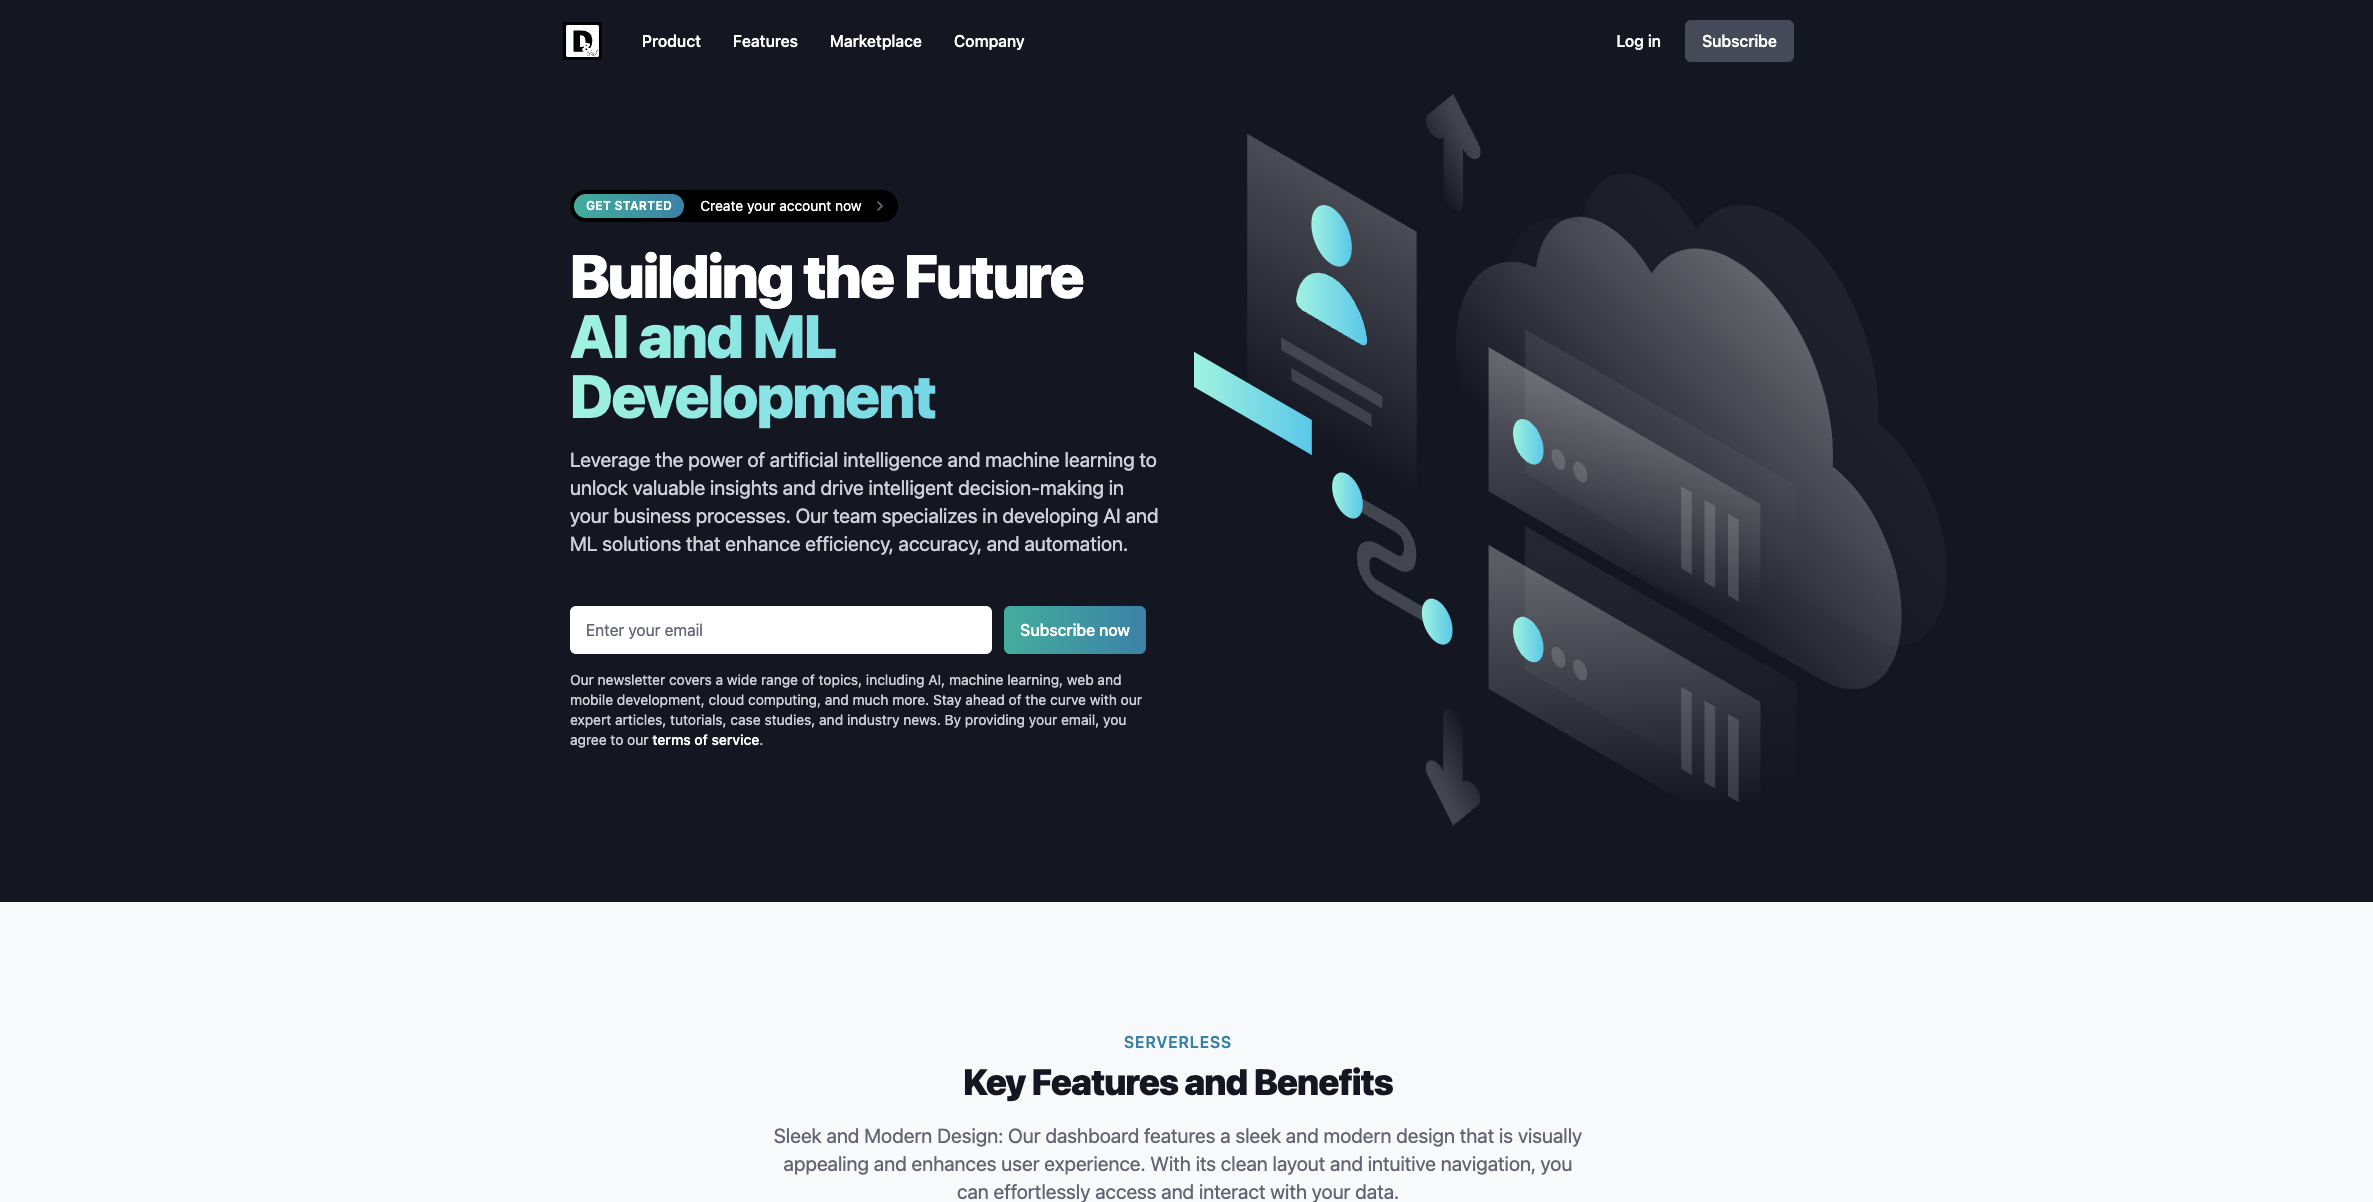 Product Features Marketplace Company Log in Subscribe
GET STARTED Create your account now
Building the Future
AI and ML
Development
Leverage the power of artificial intelligence and machine learning to
unlock valuable insights and drive intelligent decision-making in
your business processes. Our team specializes in developing AI and
ML solutions that enhance efficiency, accuracy, and automation.
Enter your email Subscribe now
Our newsletter covers a wide range of topics, including AI, machine learning, web and
mobile development, cloud computing, and much more. Stay ahead of the curve with our
expert articles, tutorials, case studies, and industry news. By providing your email, you
agree to our terms of service.
SERVERLESS
Key Features and Benefits
Sleek and Modern Design: Our dashboard features a sleek and modern design that is visually
appealing and enhances user experience. With its clean layout and intuitive navigation, you
can effortlessly access and interact with your data.